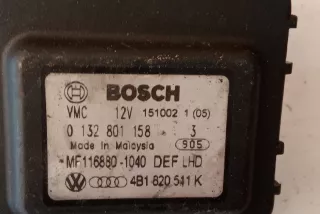 BOSCH
VMC 12V 151002 1 (05)
0 132 801 158 3
Made in Malaysia 905
MF116880-1040 DEF LHD
4B1 820 511 K